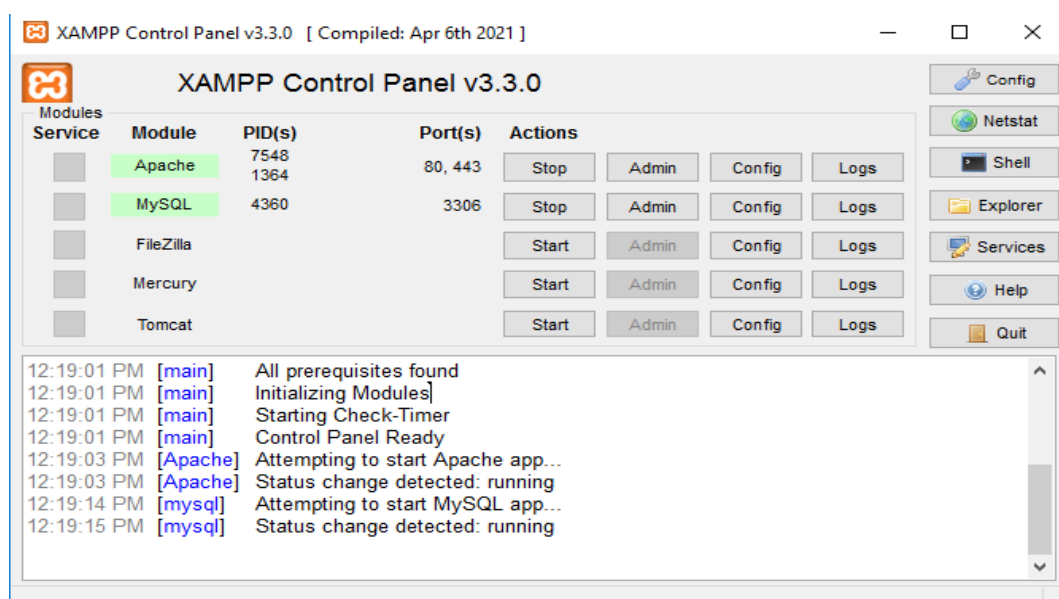 XAMPP Control Panel v3.3.0 [ Compiled: Apr 6th 2021 ]
XAMPP Control Panel v3.3.0
Config
Modules
Service Module PID(s) Port(s) Actions
Netstat
Apache 7548 1364 80, 443 Stop Admin Config Logs
Shell
MySQL 4360 3306 Stop Admin Config Logs
Explorer
FileZilla Start Admin Config Logs
Services
Mercury Start Admin Config Logs
Help
Tomcat Start Admin Config Logs
Quit
12:19:01 PM [main] All prerequisites found
12:19:01 PM [main] Initializing Modules
12:19:01 PM [main] Starting Check-Timer
12:19:01 PM [main] Control Panel Ready
12:19:03 PM [Apache] Attempting to start Apache app...
12:19:03 PM [Apache] Status change detected: running
12:19:14 PM [mysql] Attempting to start MySQL app...
12:19:15 PM [mysql] Status change detected: running